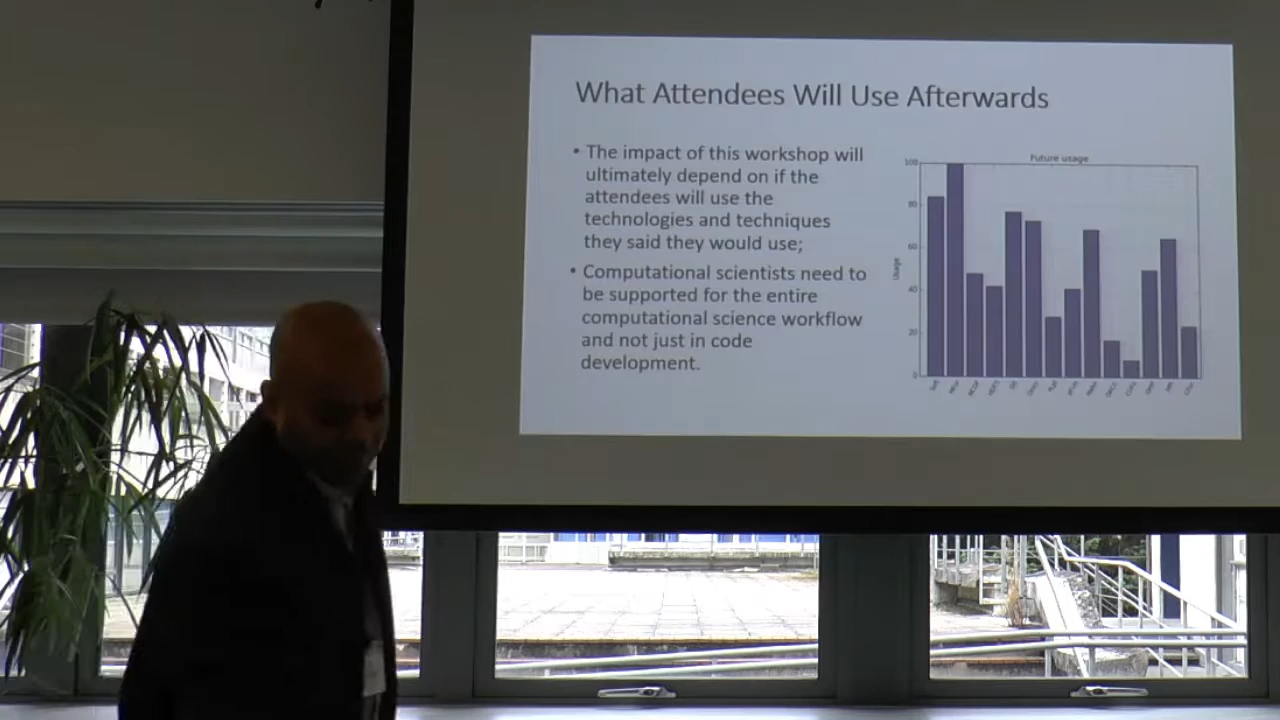 What Attendees Will Use Afterwards
• The impact of this workshop will
ultimately depend on if the
attendees will use the
technologies and techniques
they said they would use;
• Computational scientists need to
be supported for the entire
computational science workflow
and not just in code
development.
Future usage
100
80
60
40
20
0
Usage